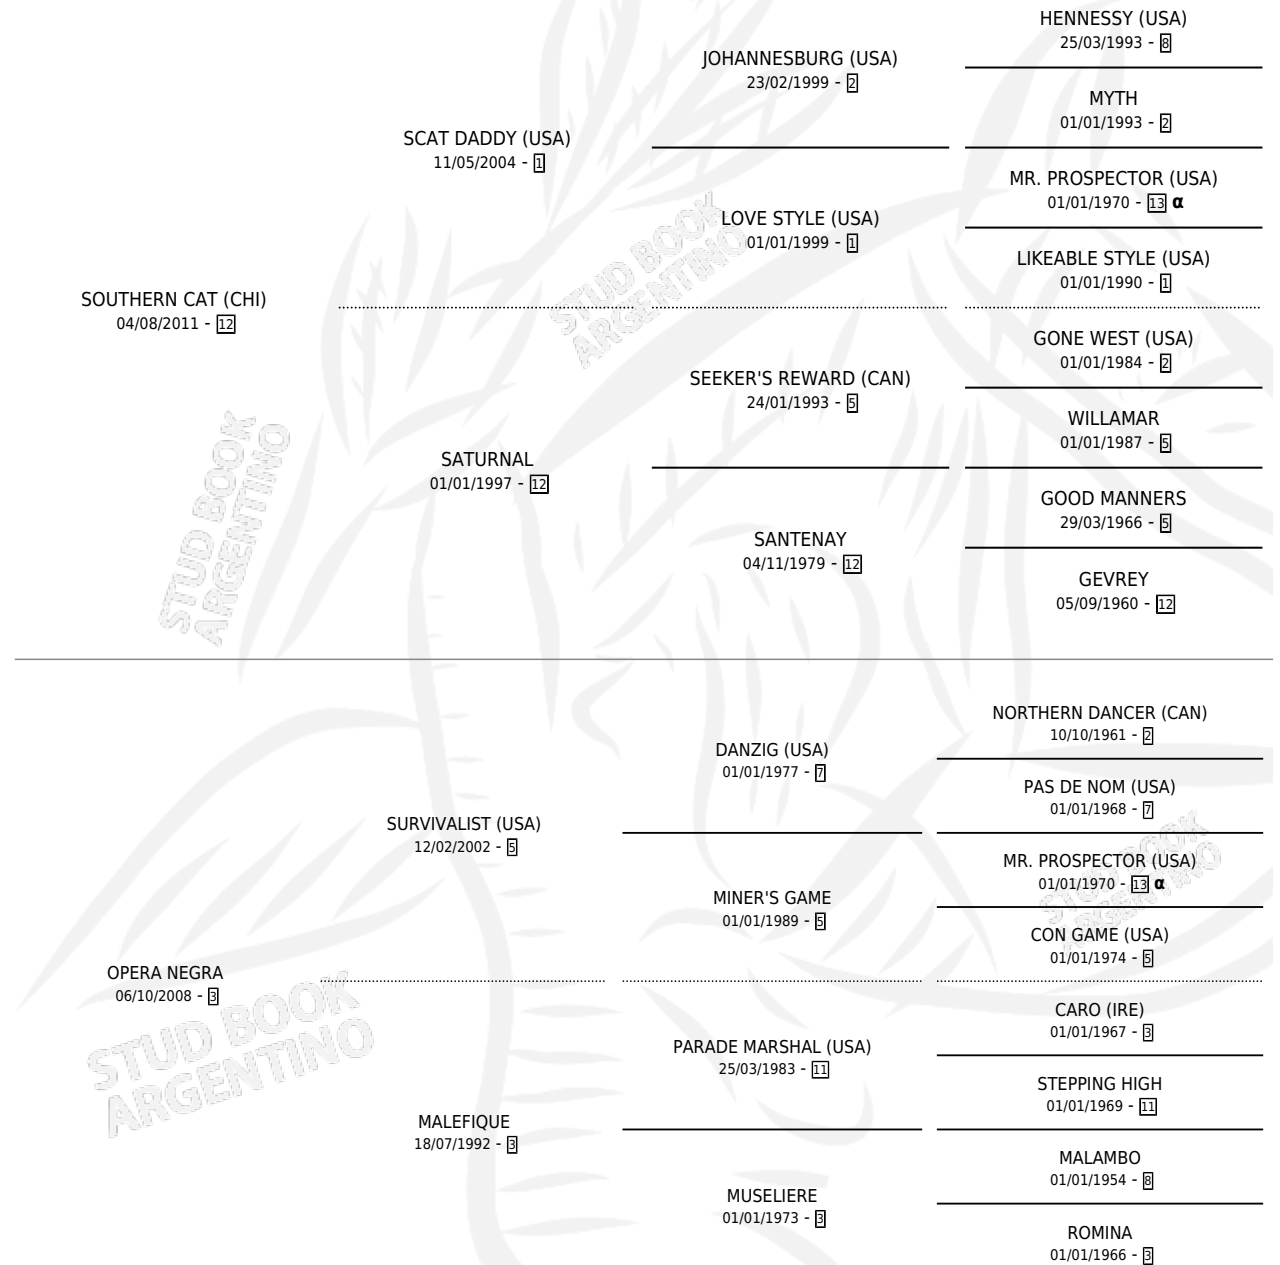 HENNESSY (USA)
25/03/1993 - 8
JOHANNESBURG (USA)
23/02/1999 - 2
MYTH
01/01/1993 - 2
SCAT DADDY (USA)
11/05/2004 - 1
MR. PROSPECTOR (USA)
01/01/1970 - 13 α
LOVE STYLE (USA)
01/01/1999 - 1
LIKEABLE STYLE (USA)
01/01/1990 - 1
SOUTHERN CAT (CHI)
04/08/2011 - 12
GONE WEST (USA)
01/01/1984 - 2
SEEKER'S REWARD (CAN)
24/01/1993 - 5
WILLAMAR
01/01/1987 - 5
SATURNAL
01/01/1997 - 12
GOOD MANNERS
29/03/1966 - 5
SANTENAY
04/11/1979 - 12
GEVREY
05/09/1960 - 12
NORTHERN DANCER (CAN)
10/10/1961 - 2
DANZIG (USA)
01/01/1977 - 7
PAS DE NOM (USA)
01/01/1968 - 7
SURVIVALIST (USA)
12/02/2002 - 5
MR. PROSPECTOR (USA)
01/01/1970 - 13 α
MINER'S GAME
01/01/1989 - 5
CON GAME (USA)
01/01/1974 - 5
OPERA NEGRA
06/10/2008 - 3
CARO (IRE)
01/01/1967 - 3
PARADE MARSHAL (USA)
25/03/1983 - 11
STEPPING HIGH
01/01/1969 - 11
MALEFIQUE
18/07/1992 - 3
MALAMBO
01/01/1954 - 8
MUSELIERE
01/01/1973 - 3
ROMINA
01/01/1966 - 3
STUD BOOK
ARGENTINO
STUD BOOK
ARGENTINO
STUD BOOK
ARGENTINO
STUD BOOK
ARGENTINO